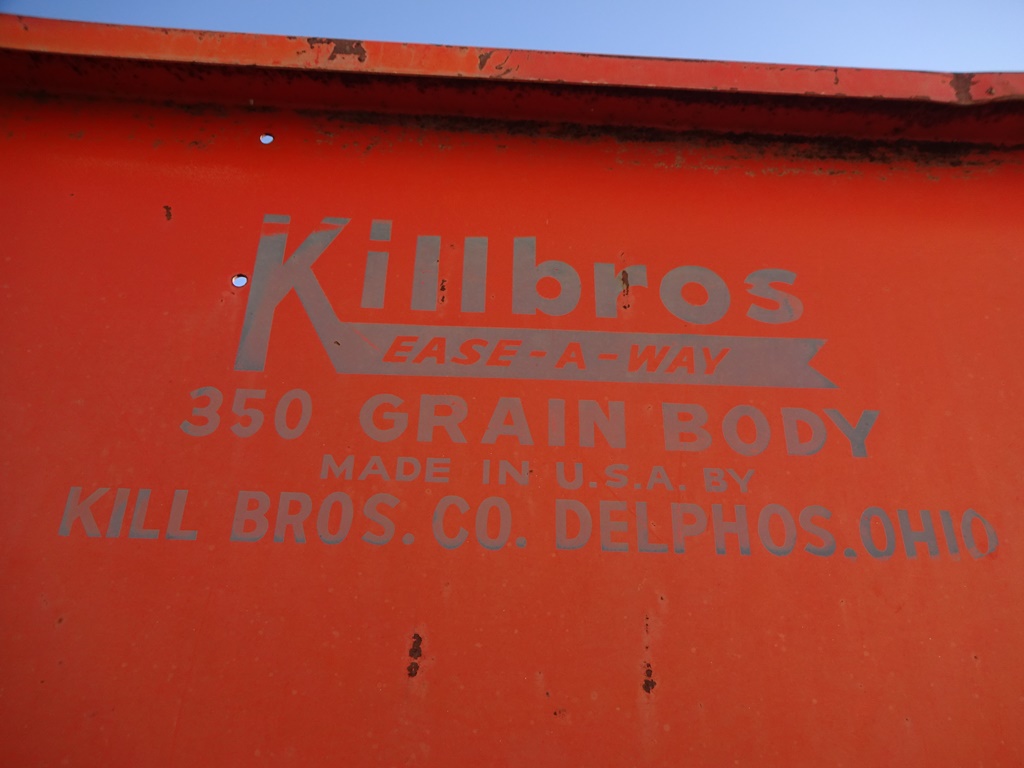 Killbros
EASE-A-WAY
350 GRAIN BODY
MADE IN U.S.A. BY
KILL BROS. CO. DELPHOS. OHIO